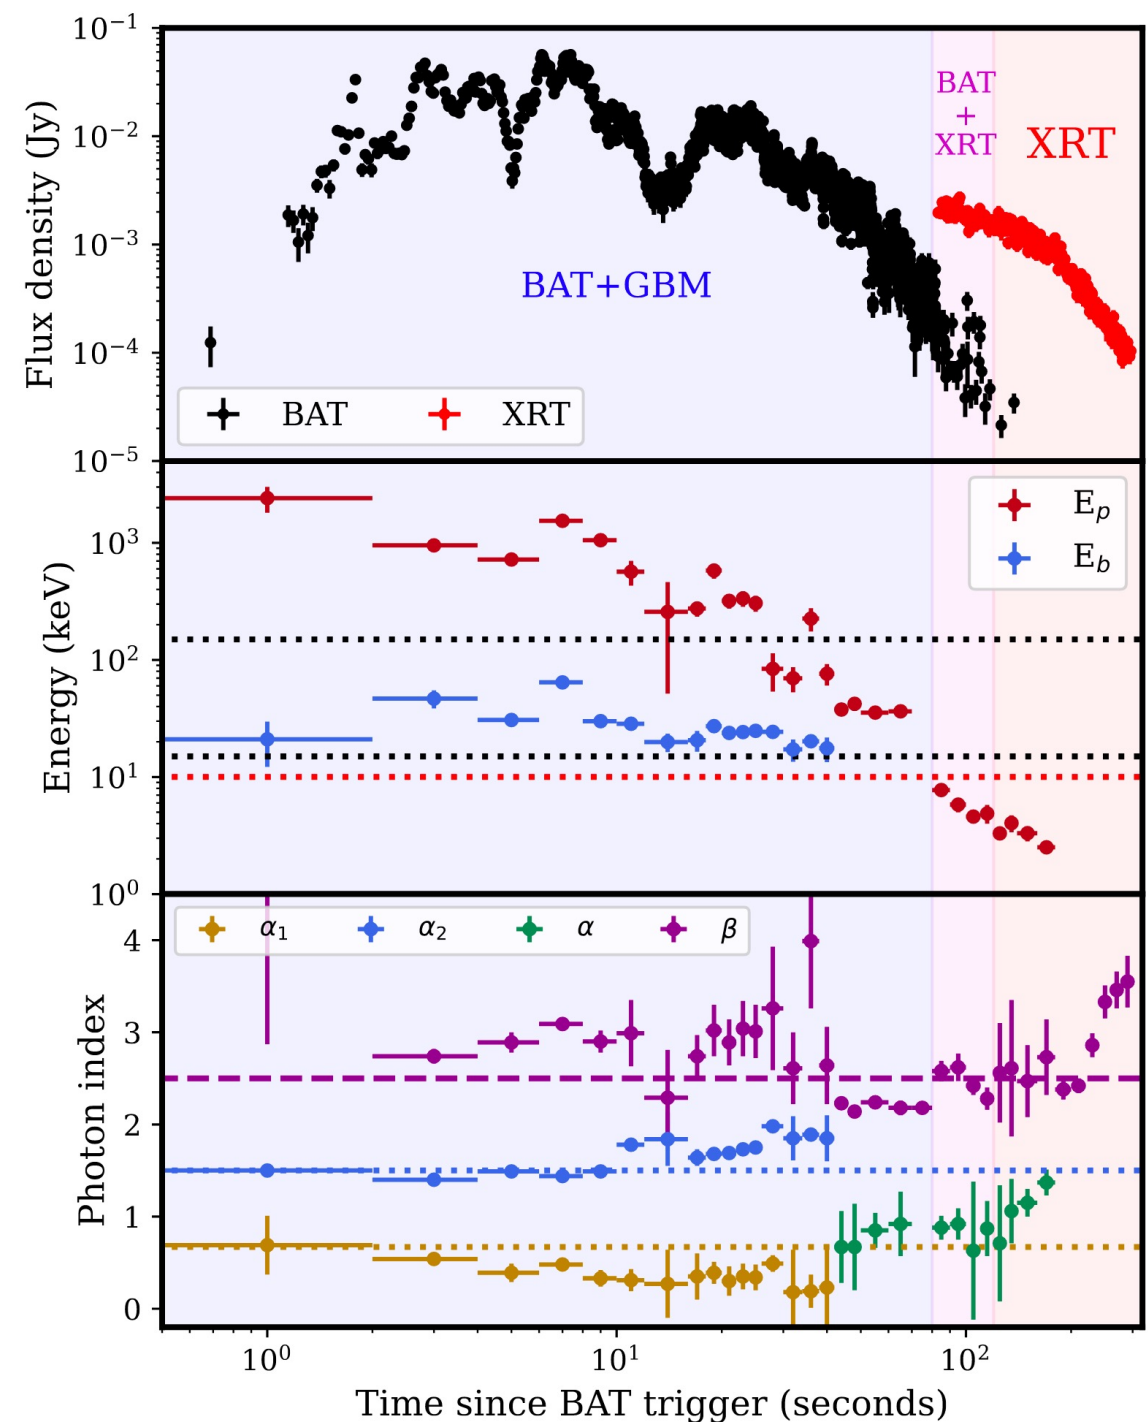 10⁻¹
10⁻²
10⁻³
10⁻⁴
10⁻⁵
Flux density (Jy)
BAT
+
XRT
XRT
BAT+GBM
BAT XRT
10³
10²
10¹
10⁰
Energy (keV)
Eₚ
E_b
4
3
2
1
0
Photon index
α₁ α₂ α β
10⁰ 10¹ 10²
Time since BAT trigger (seconds)